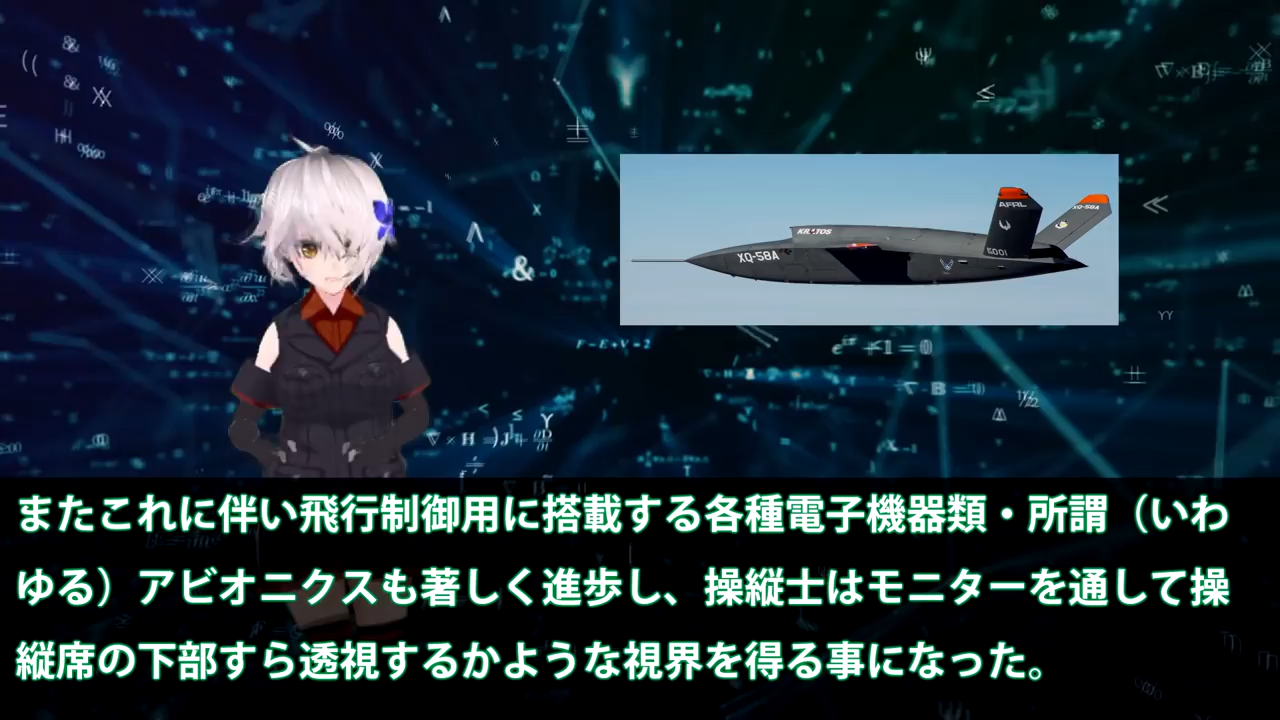 KRATOS
XQ-58A
AFRL
XQ-58A
またこれに伴い飛行制御用に搭載する各種電子機器類・所謂（いわ
ゆる）アビオニクスも著しく進歩し、操縦士はモニターを通して操
縦席の下部すら透視するかような視界を得る事になった。